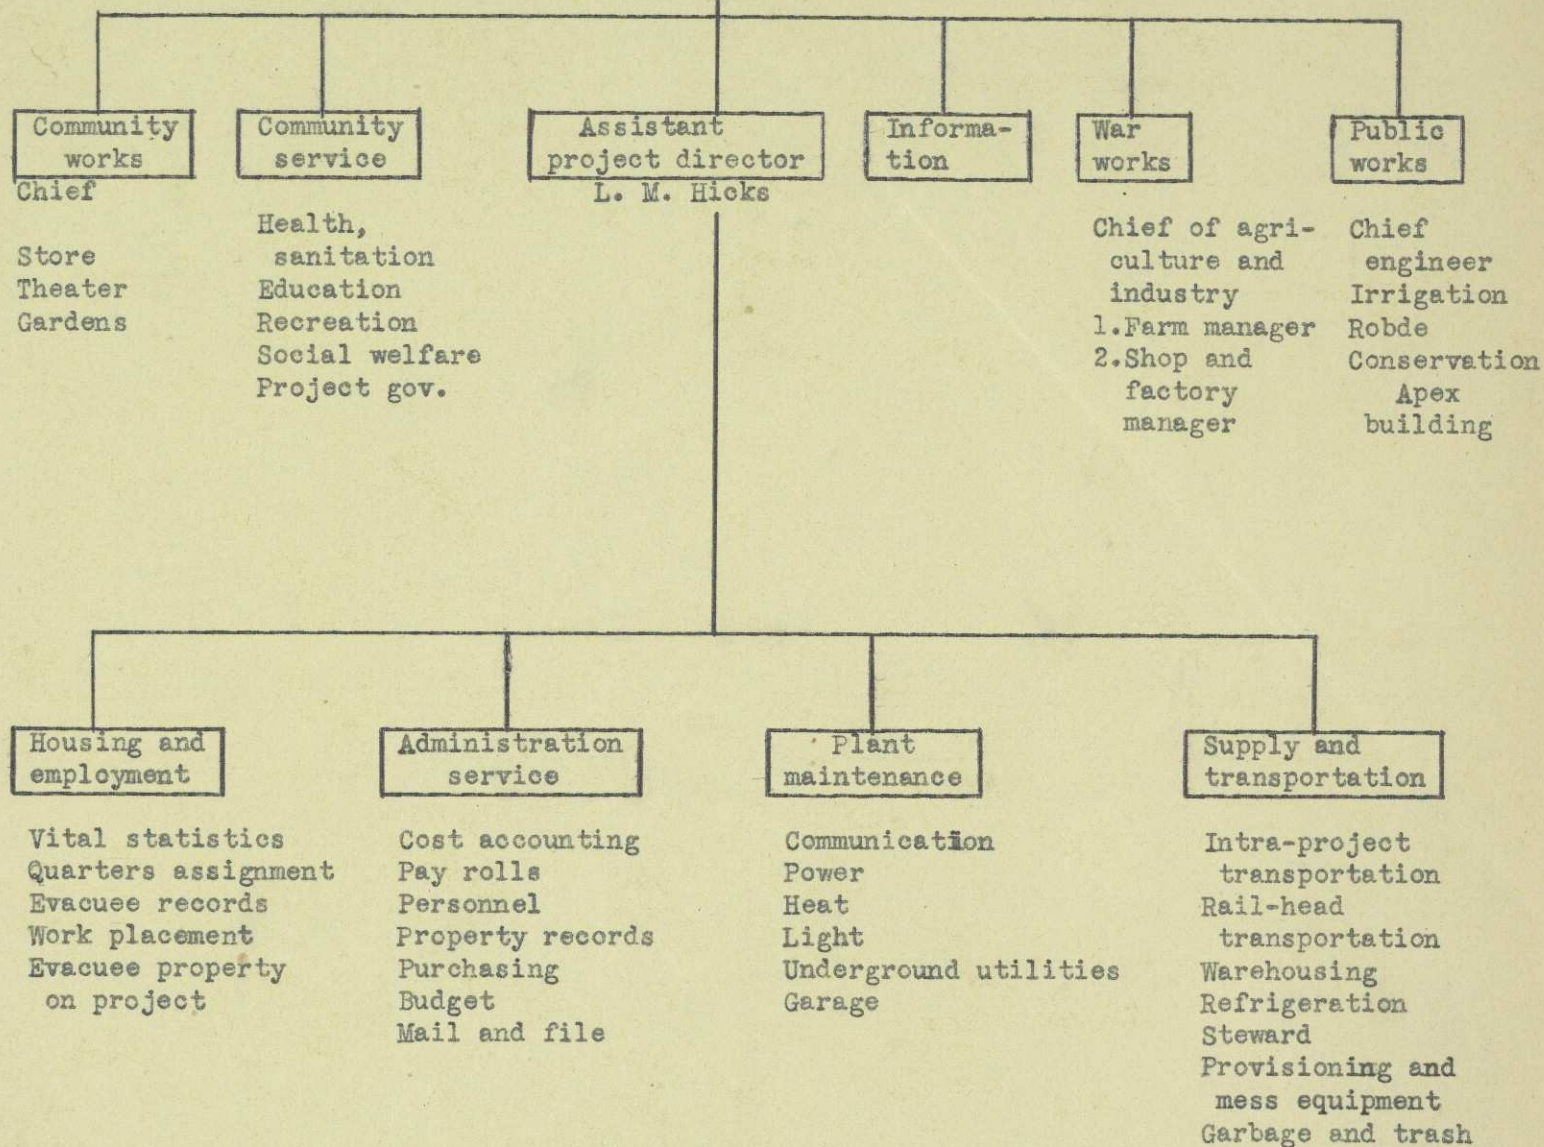 Community
works
Chief
Store
Theater
Gardens
Community
service
Health,
sanitation
Education
Recreation
Social welfare
Project gov.
Assistant
project director
L. M. Hicks
Informa-
tion
War
works
Chief of agri-
culture and
industry
1.Farm manager
2.Shop and
factory
manager
Public
works
Chief
engineer
Irrigation
Robde
Conservation
Apex
building
Housing and
employment
Vital statistics
Quarters assignment
Evacuee records
Work placement
Evacuee property
on project
Administration
service
Cost accounting
Pay rolls
Personnel
Property records
Purchasing
Budget
Mail and file
Plant
maintenance
Communication
Power
Heat
Light
Underground utilities
Garage
Supply and
transportation
Intra-project
transportation
Rail-head
transportation
Warehousing
Refrigeration
Steward
Provisioning and
mess equipment
Garbage and trash